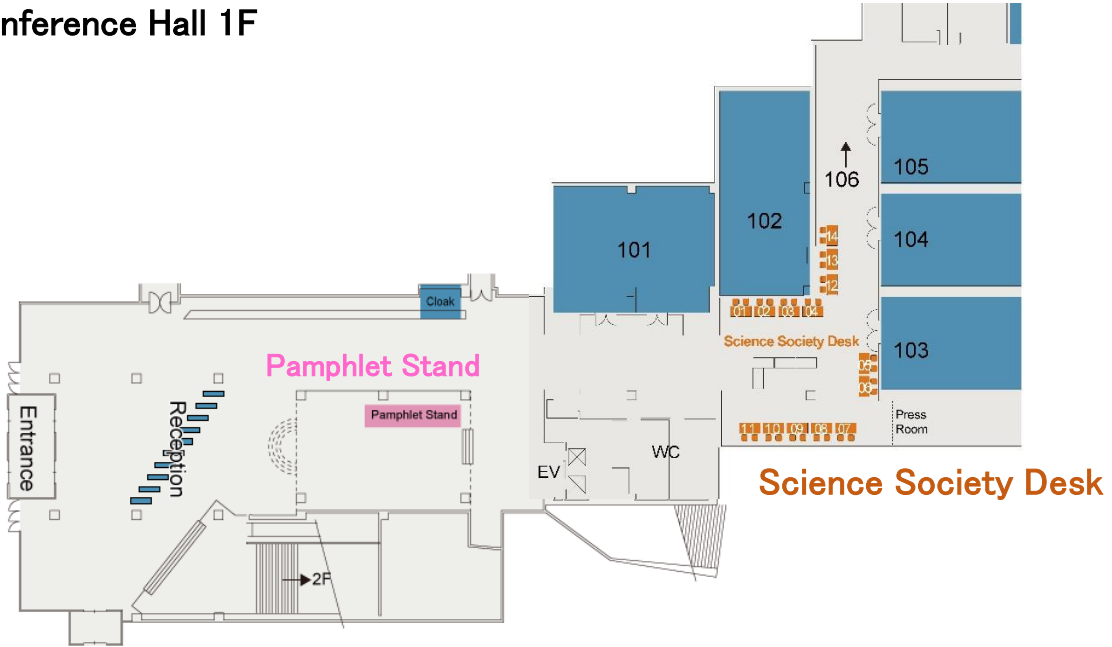 nference Hall 1F
105
106
102
104
101
14
13
12
Cloak
01 02 03 04
Science Society Desk
103
Pamphlet Stand
05
06
Entrance
Reception
Pamphlet Stand
Press
Room
11 10 09 08 07
WC
EV
Science Society Desk
2F